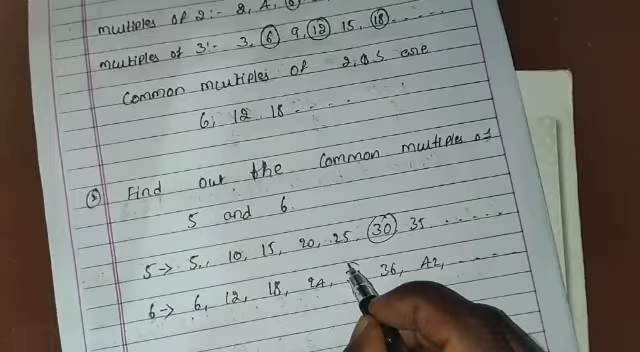 multiples of 2:- 2, 4, 6
multiples of 3:- 3, 6 9, 12 15, 18.......
Common multiples of 2,3 are
6, 12, 18.......
Find out the common multiples of
5 and 6.
5→ 5, 10, 15, 20, 25, 30, 35.......
6→ 6, 12, 18, 24, 36, 42,.......